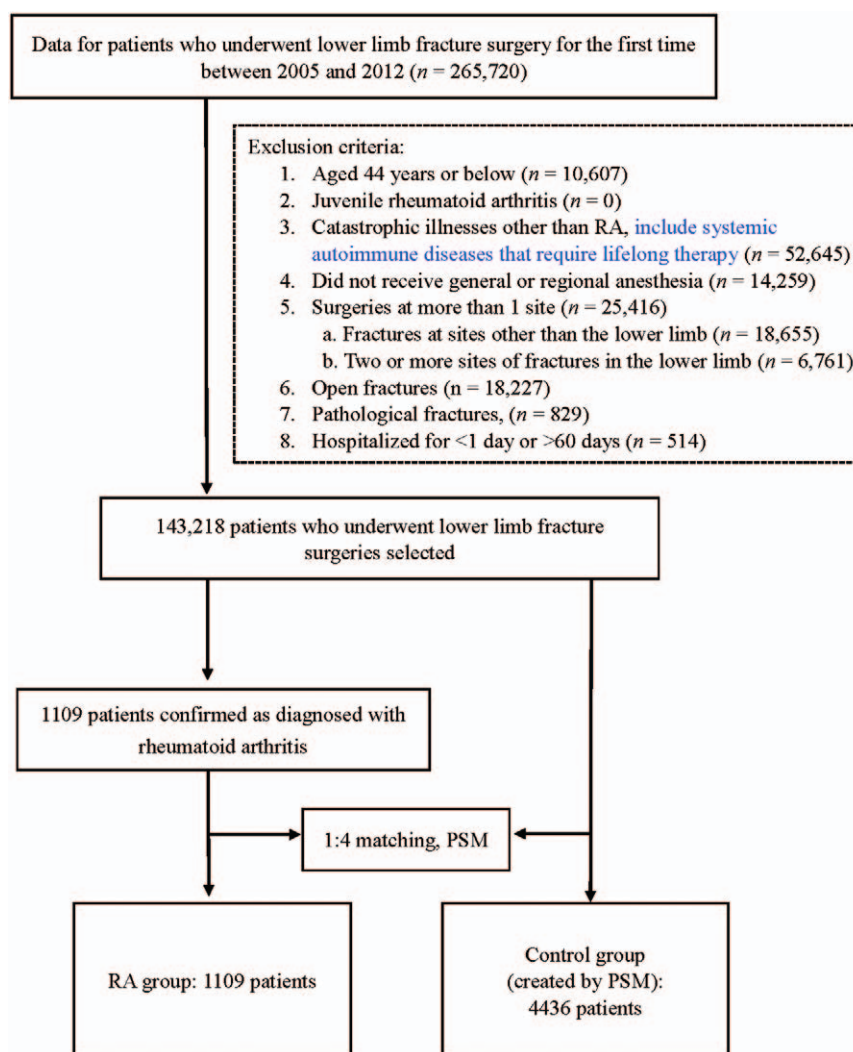 Data for patients who underwent lower limb fracture surgery for the first time
between 2005 and 2012 (n = 265,720)
Exclusion criteria:
1. Aged 44 years or below (n = 10,607)
2. Juvenile rheumatoid arthritis (n = 0)
3. Catastrophic illnesses other than RA, include systemic
autoimmune diseases that require lifelong therapy (n = 52,645)
4. Did not receive general or regional anesthesia (n = 14,259)
5. Surgeries at more than 1 site (n = 25,416)
a. Fractures at sites other than the lower limb (n = 18,655)
b. Two or more sites of fractures in the lower limb (n = 6,761)
6. Open fractures (n = 18,227)
7. Pathological fractures, (n = 829)
8. Hospitalized for <1 day or >60 days (n = 514)
143,218 patients who underwent lower limb fracture
surgeries selected
1109 patients confirmed as diagnosed with
rheumatoid arthritis
1:4 matching, PSM
RA group: 1109 patients
Control group
(created by PSM):
4436 patients